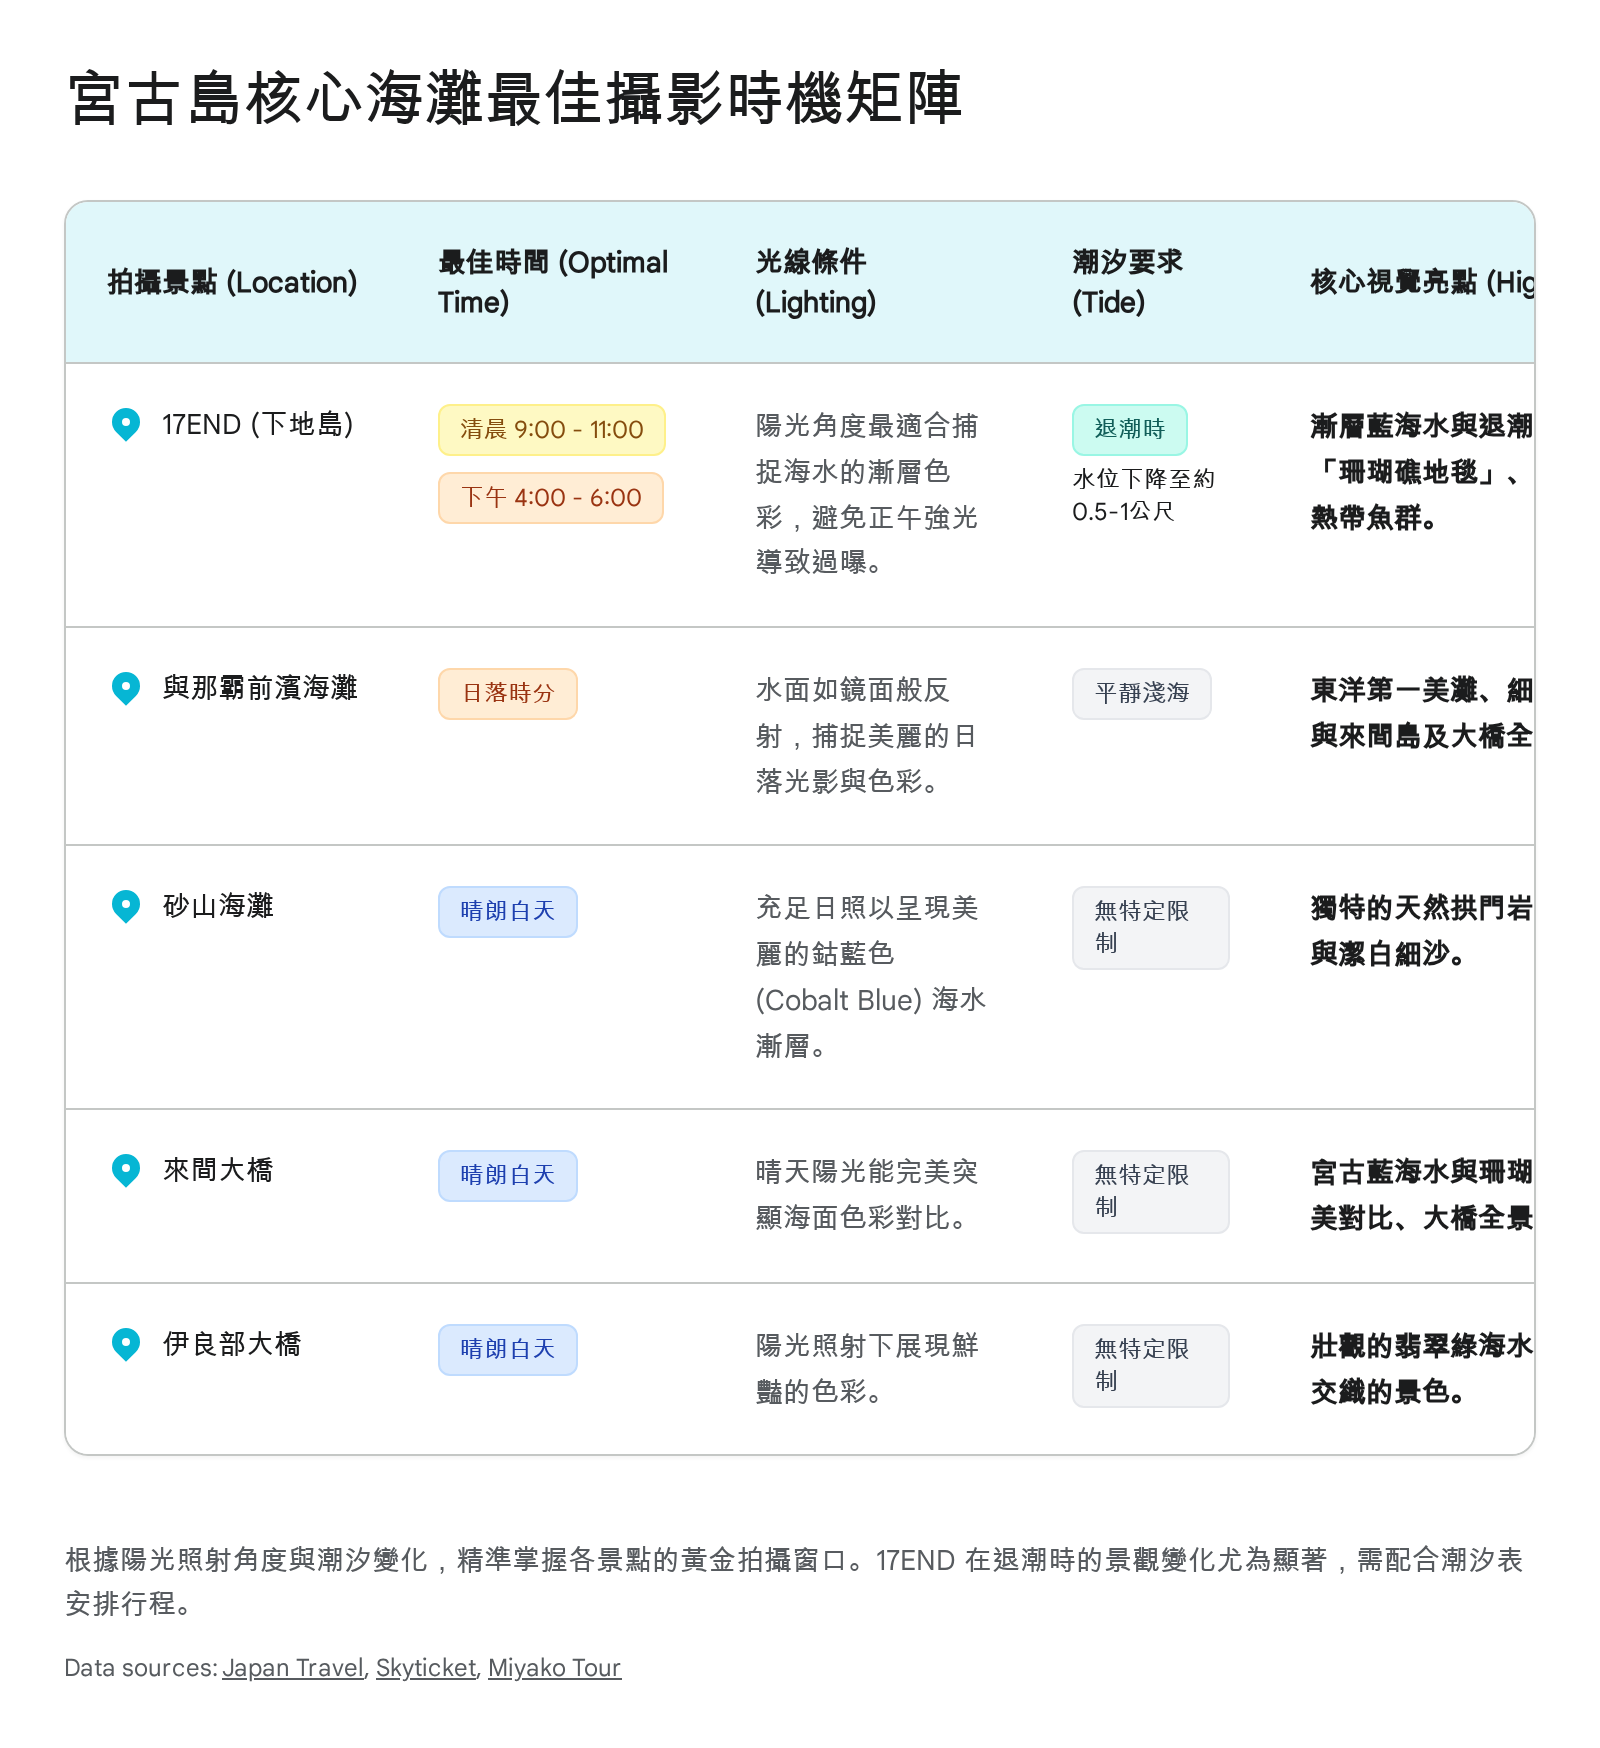 宮古島核心海灘最佳攝影時機矩陣
拍攝景點 (Location)
最佳時間 (Optimal
Time)
光線條件
(Lighting)
潮汐要求
(Tide)
核心視覺亮點 (Hig
17END (下地島)
清晨 9:00 - 11:00
下午 4:00 - 6:00
陽光角度最適合捕
捉海水的漸層色
彩，避免正午強光
導致過曝。
退潮時
水位下降至約
0.5-1公尺
漸層藍海水與退潮
「珊瑚礁地毯」、
熱帶魚群。
與那霸前濱海灘
日落時分
水面如鏡面般反
射，捕捉美麗的日
落光影與色彩。
平靜淺海
東洋第一美灘、細
與來間島及大橋全
砂山海灘
晴朗白天
充足日照以呈現美
麗的鈷藍色
(Cobalt Blue) 海水
漸層。
無特定限
制
獨特的天然拱門岩
與潔白細沙。
來間大橋
晴朗白天
晴天陽光能完美突
顯海面色彩對比。
無特定限
制
宮古藍海水與珊瑚
美對比、大橋全景
伊良部大橋
晴朗白天
陽光照射下展現鮮
豔的色彩。
無特定限
制
壯觀的翡翠綠海水
交織的景色。
根據陽光照射角度與潮汐變化，精準掌握各景點的黃金拍攝窗口。17END 在退潮時的景觀變化尤為顯著，需配合潮汐表
安排行程。
Data sources: Japan Travel, Skyticket, Miyako Tour